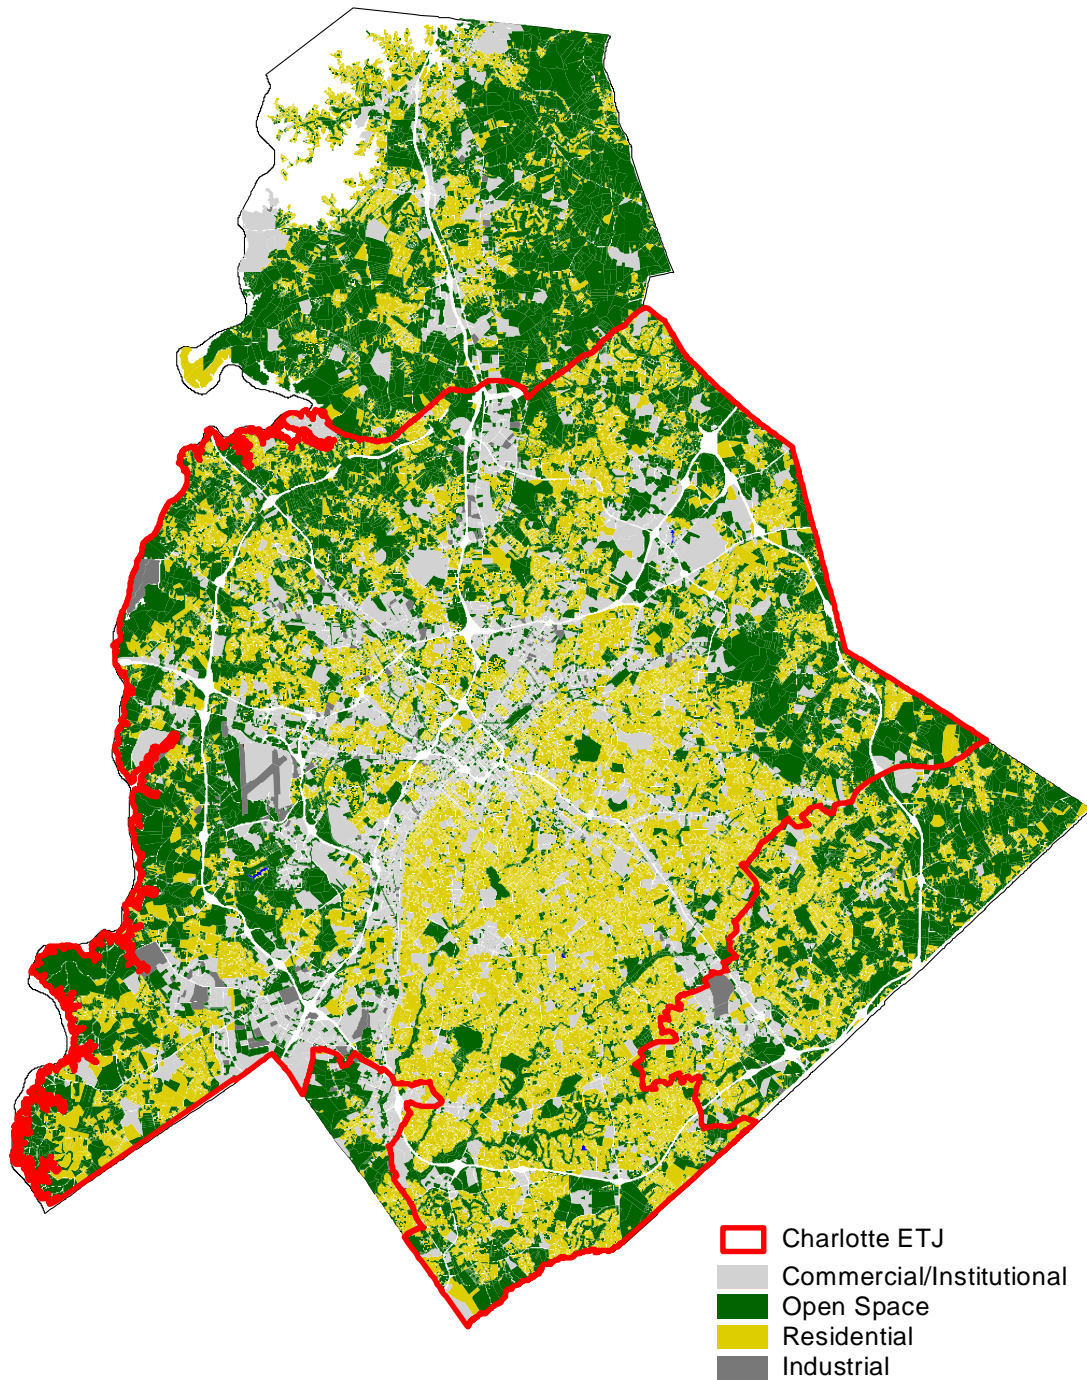 Charlotte ETJ
Commercial/Institutional
Open Space
Residential
Industrial